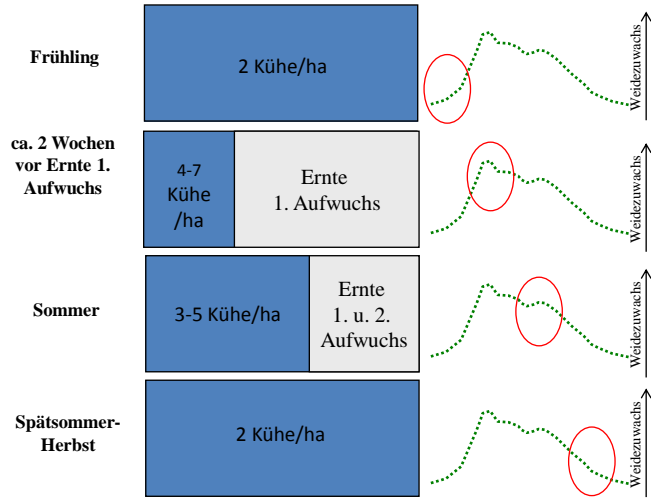 Frühling
2 Kühe/ha
Weidezuwachs
ca. 2 Wochen
vor Ernte 1.
Aufwuchs
4-7
Kühe
/ha
Ernte
1. Aufwuchs
Weidezuwachs
Sommer
3-5 Kühe/ha
Ernte
1. u. 2.
Aufwuchs
Weidezuwachs
Spätsommer-
Herbst
2 Kühe/ha
Weidezuwachs